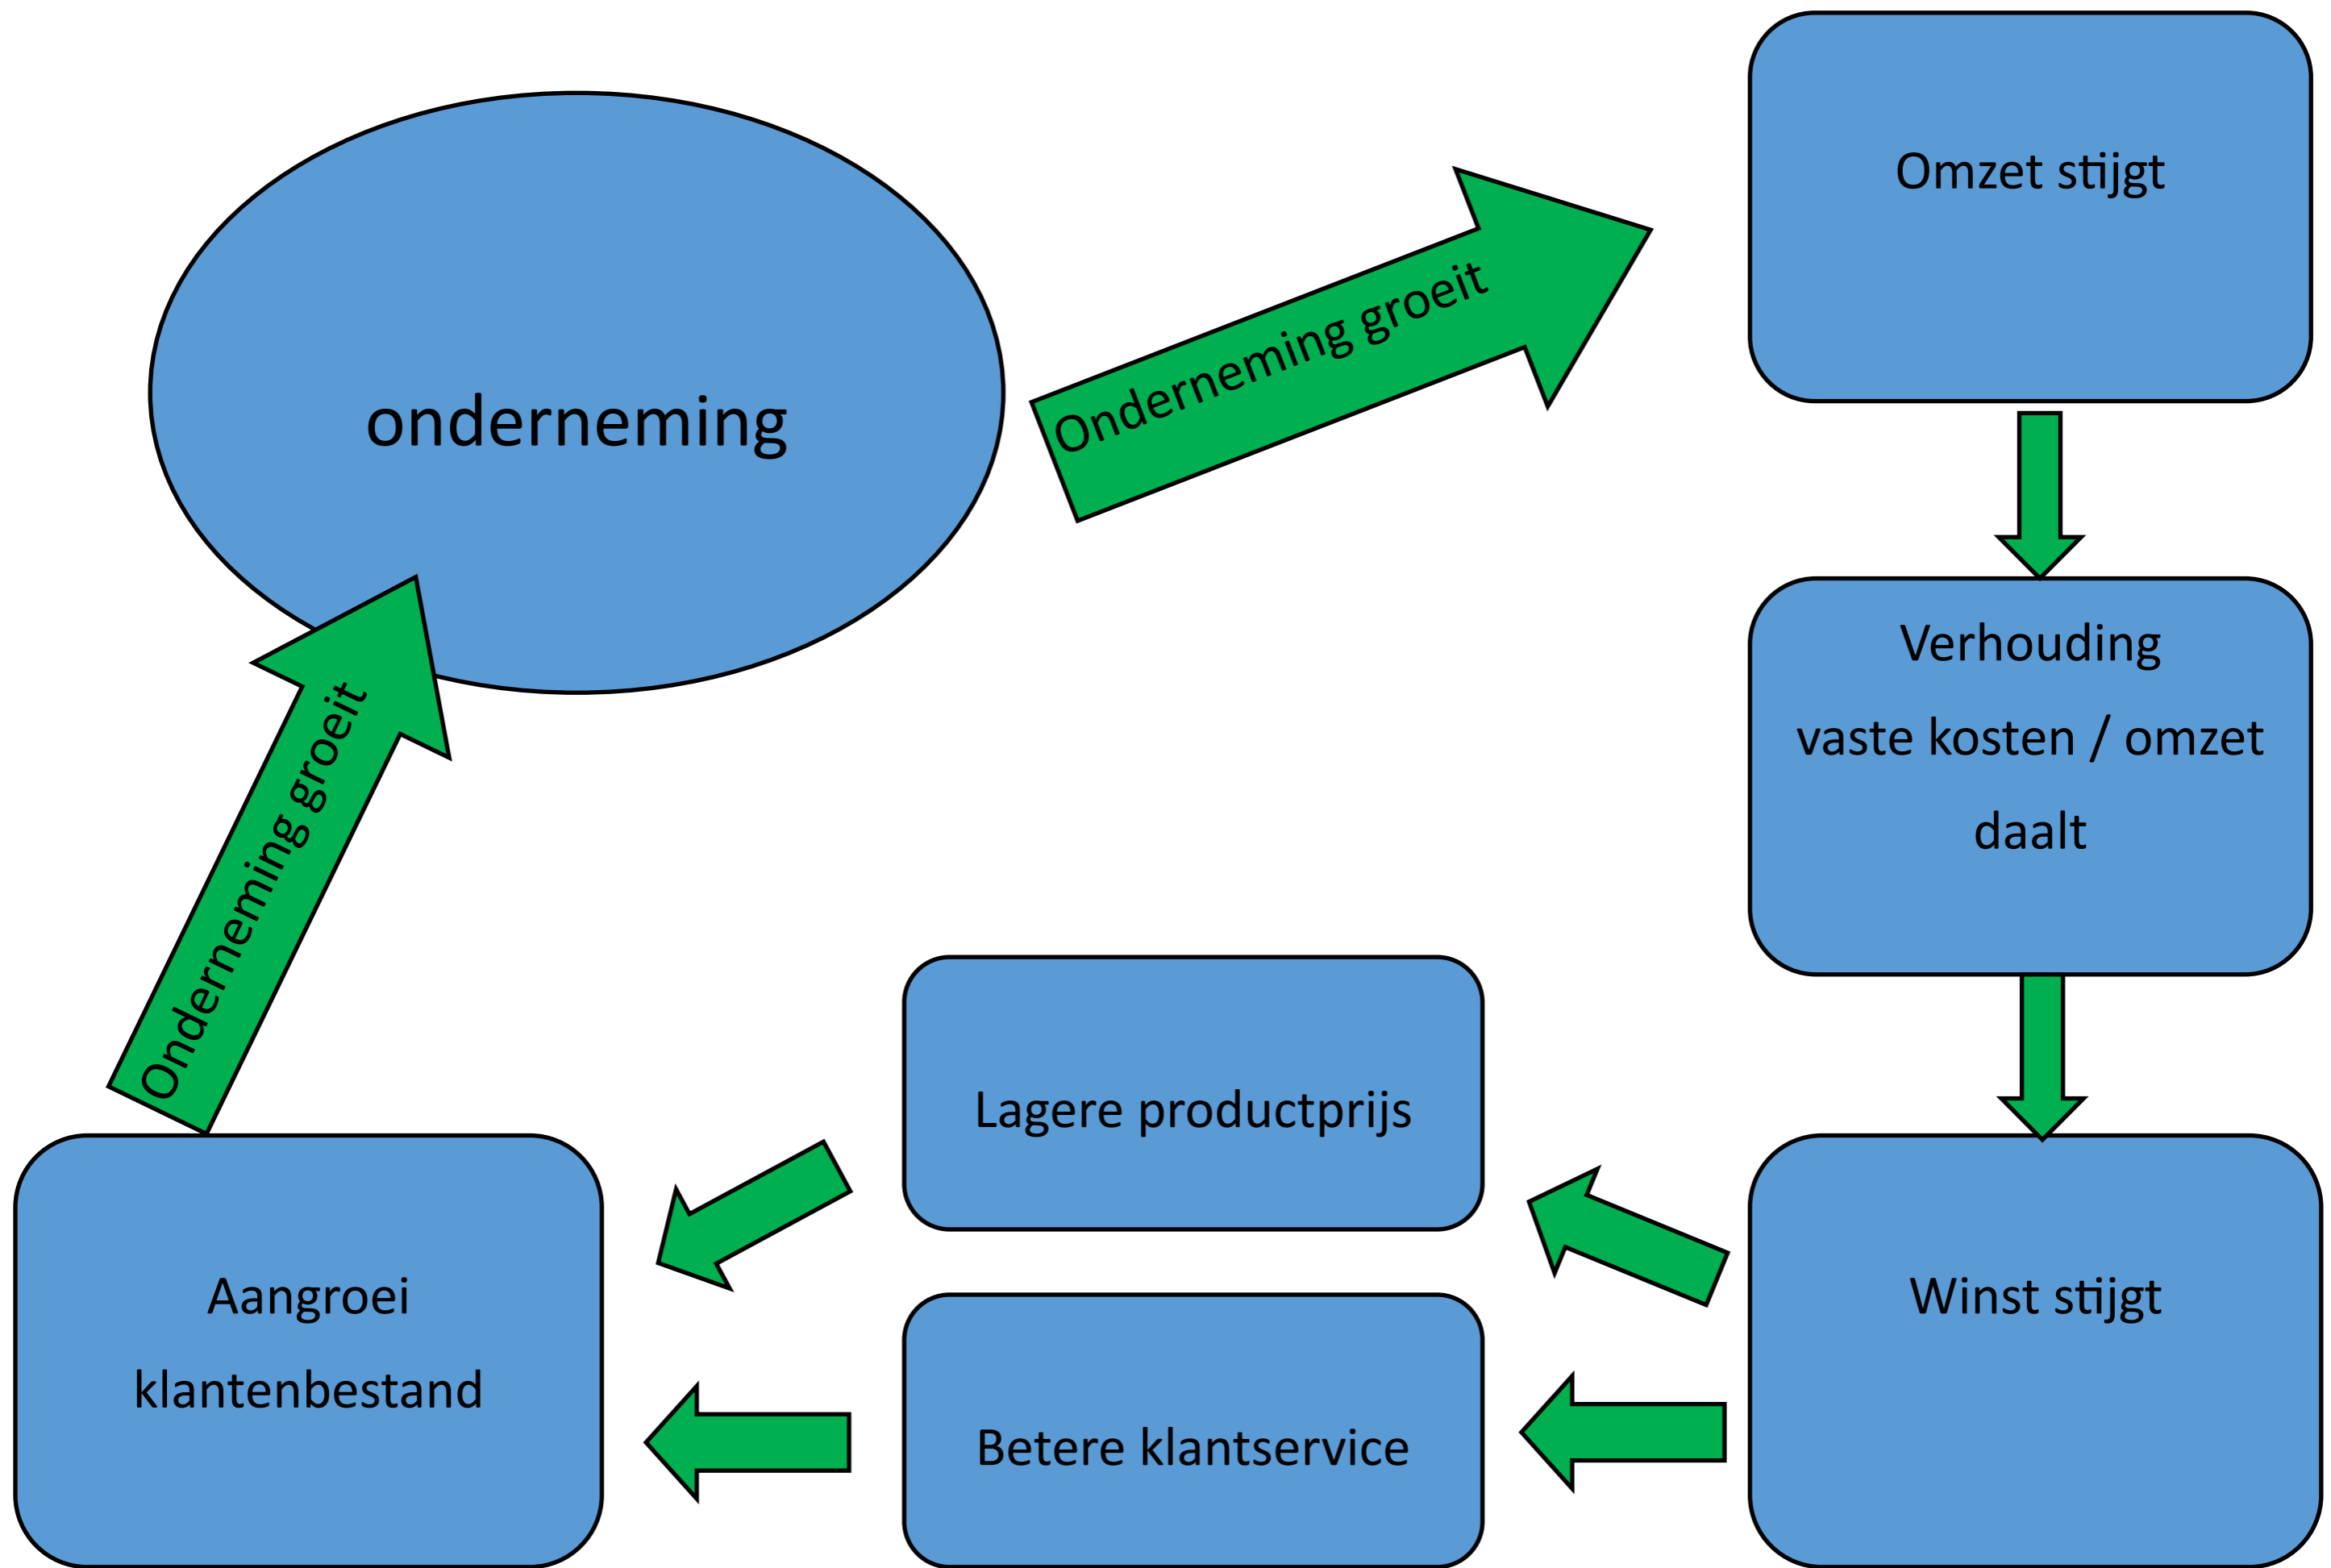 onderneming
Onderneming groeit
Omzet stijgt
Verhouding
vaste kosten / omzet
daalt
Winst stijgt
Lagere productprijs
Betere klantservice
Aangroei
klantenbestand
Onderneming groeit